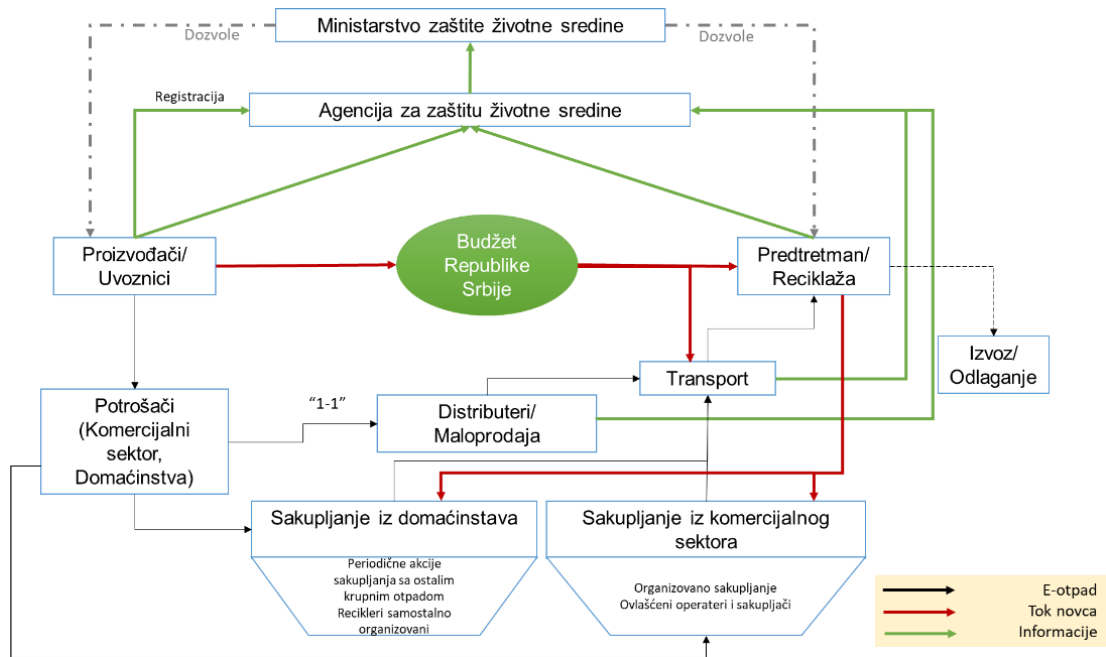 Ministarstvo zaštite životne sredine
Dozvole
Dozvole
Registracija
Agencija za zaštitu životne sredine
Proizvođači/
Uvoznici
Budžet
Republike
Srbije
Predtretman/
Reciklaža
Izvoz/
Odlaganje
Transport
Potrošači
(Komercijalni
sektor,
Domaćinstva)
“1-1”
Distributeri/
Maloprodaja
Sakupljanje iz domaćinstava
Periodične akcije
sakupljanja sa ostalim
krupnim otpadom
Recikleri samostalno
organizovani
Sakupljanje iz komercijalnog
sektora
Organizovano sakupljanje
Ovlašćeni operateri i sakupljači
E-otpad
Tok novca
Informacije